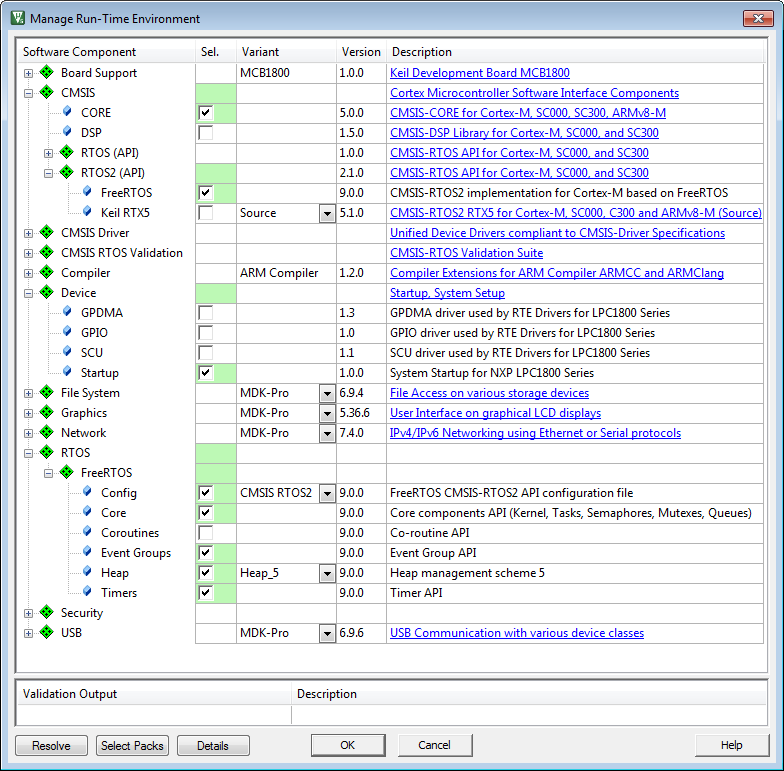 Manage Run-Time Environment
Software Component Sel. Variant Version Description
Board Support MCB1800 1.0.0 Keil Development Board MCB1800
CMSIS Cortex Microcontroller Software Interface Components
CORE 5.0.0 CMSIS-CORE for Cortex-M, SC000, SC300, ARMv8-M
DSP 1.5.0 CMSIS-DSP Library for Cortex-M, SC000, and SC300
RTOS (API) 1.0.0 CMSIS-RTOS API for Cortex-M, SC000, and SC300
RTOS2 (API) 2.1.0 CMSIS-RTOS API for Cortex-M, SC000, and SC300
FreeRTOS 9.0.0 CMSIS-RTOS2 implementation for Cortex-M based on FreeRTOS
Keil RTX5 Source 5.1.0 CMSIS-RTOS2 RTX5 for Cortex-M, SC000, C300 and ARMv8-M (Source)
CMSIS Driver Unified Device Drivers compliant to CMSIS-Driver Specifications
CMSIS RTOS Validation CMSIS-RTOS Validation Suite
Compiler ARM Compiler 1.2.0 Compiler Extensions for ARM Compiler ARMCC and ARMClang
Device Startup, System Setup
GPDMA 1.3 GPDMA driver used by RTE Drivers for LPC1800 Series
GPIO 1.0 GPIO driver used by RTE Drivers for LPC1800 Series
SCU 1.1 SCU driver used by RTE Drivers for LPC1800 Series
Startup 1.0.0 System Startup for NXP LPC1800 Series
File System MDK-Pro 6.9.4 File Access on various storage devices
Graphics MDK-Pro 5.36.6 User Interface on graphical LCD displays
Network MDK-Pro 7.4.0 IPv4/IPv6 Networking using Ethernet or Serial protocols
RTOS
FreeRTOS
Config CMSIS RTOS2 9.0.0 FreeRTOS CMSIS-RTOS2 API configuration file
Core 9.0.0 Core components API (Kernel, Tasks, Semaphores, Mutexes, Queues)
Coroutines 9.0.0 Co-routine API
Event Groups 9.0.0 Event Group API
Heap Heap_5 9.0.0 Heap management scheme 5
Timers 9.0.0 Timer API
Security
USB MDK-Pro 6.9.6 USB Communication with various device classes
Validation Output Description
Resolve Select Packs Details OK Cancel Help